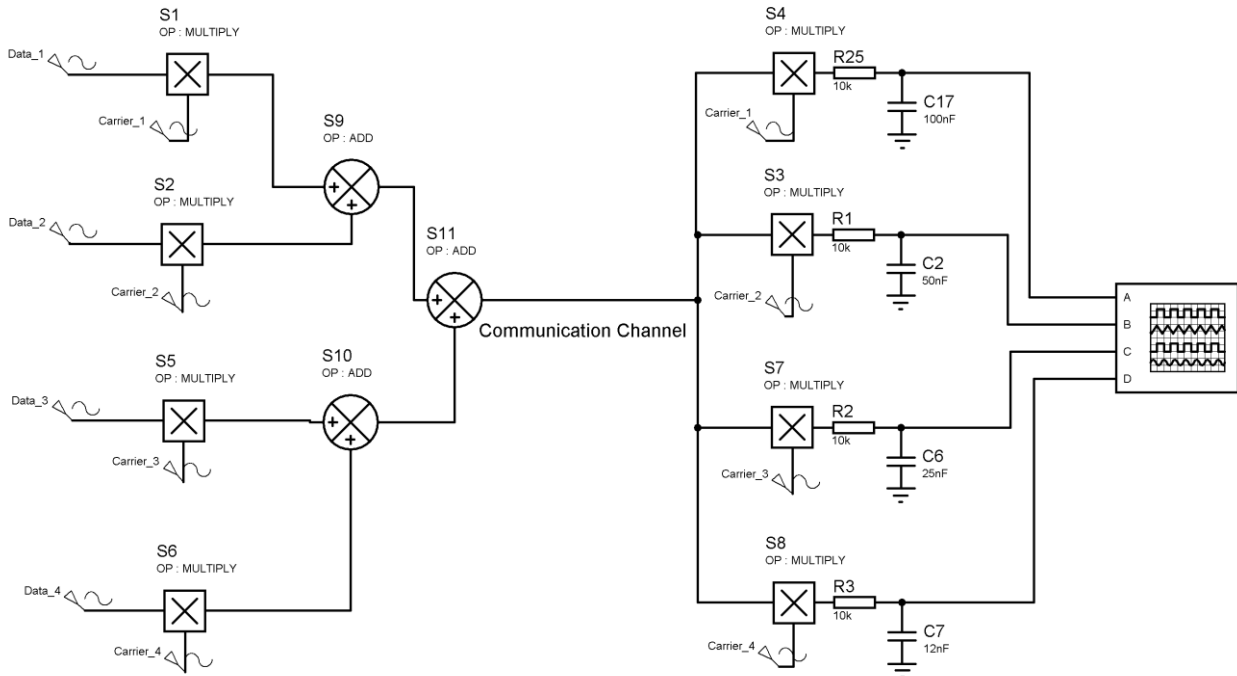 S1
OP : MULTIPLY
Data_1
Carrier_1
S9
OP : ADD
S2
OP : MULTIPLY
Data_2
Carrier_2
S11
OP : ADD
Communication Channel
S5
OP : MULTIPLY
Data_3
Carrier_3
S10
OP : ADD
S6
OP : MULTIPLY
Data_4
Carrier_4
S4
OP : MULTIPLY
R25
10k
C17
100nF
Carrier_1
S3
OP : MULTIPLY
R1
10k
C2
50nF
Carrier_2
S7
OP : MULTIPLY
R2
10k
C6
25nF
Carrier_3
S8
OP : MULTIPLY
R3
10k
C7
12nF
Carrier_4
A
B
C
D